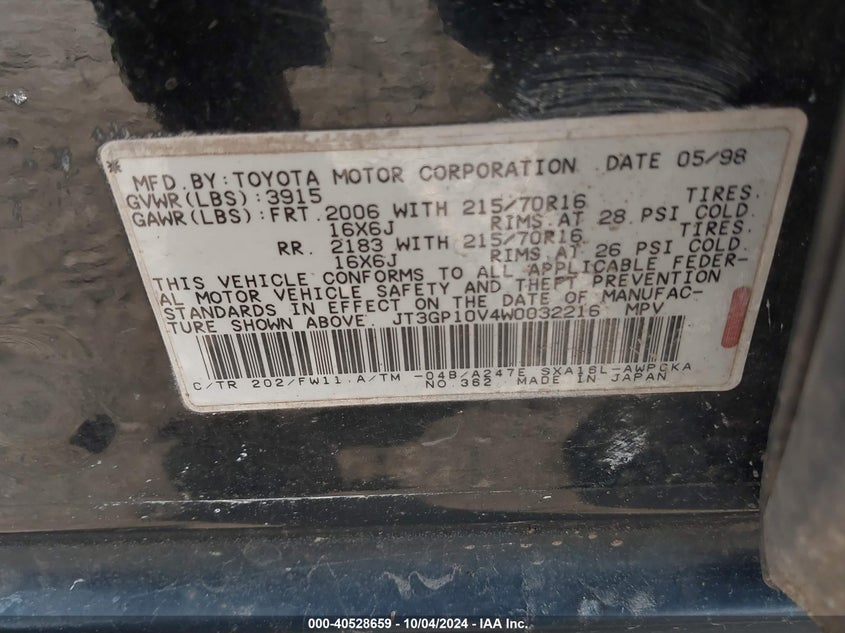 * MFD. BY: TOYOTA MOTOR CORPORATION DATE 05/98
GVWR(LBS): 3915
GAWR(LBS): FRT. 2006 WITH 215/70R16 TIRES.
16X6J RIMS AT 28 PSI COLD.
RR. 2183 WITH 215/70R16 TIRES.
16X6J RIMS AT 26 PSI COLD.
THIS VEHICLE CONFORMS TO ALL APPLICABLE FEDER-
AL MOTOR VEHICLE SAFETY AND THEFT PREVENTION
STANDARDS IN EFFECT ON THE DATE OF MANUFAC-
TURE SHOWN ABOVE. JT3GP10V4W0032216 MPV
C/TR 202/FW11.A/TM -04B/A247E SXA16L-AWPGKA
NO.362 MADE IN JAPAN
000-40528659 - 10/04/2024 - IAA Inc.